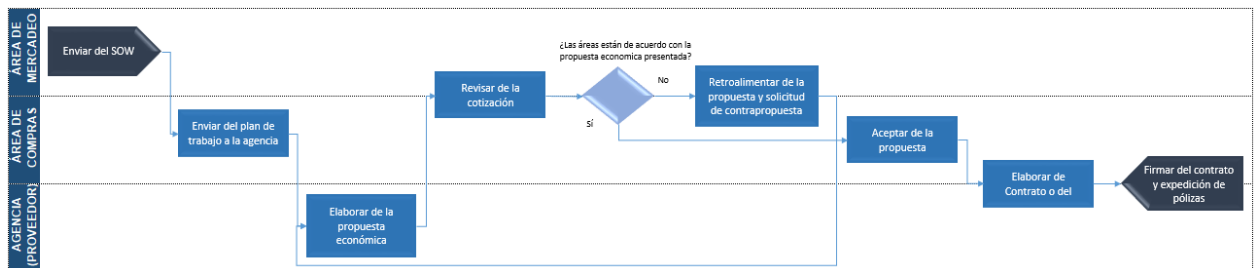 ÁREA DE
MERCADEO
Enviar del SOW
¿Las áreas están de acuerdo con la
propuesta economica presentada?
No
Sí
Revisar de la
cotización
Retroalimentar de la
propuesta y solicitud
de contrapropuesta
ÁREA DE
COMPRAS
Enviar del plan de
trabajo a la agencia
Aceptar de la
propuesta
Elaborar de
Contrato o del
Firmar del contrato
y expedición de
pólizas
AGENCIA
(PROVEEDOR)
Elaborar de la
propuesta
económica